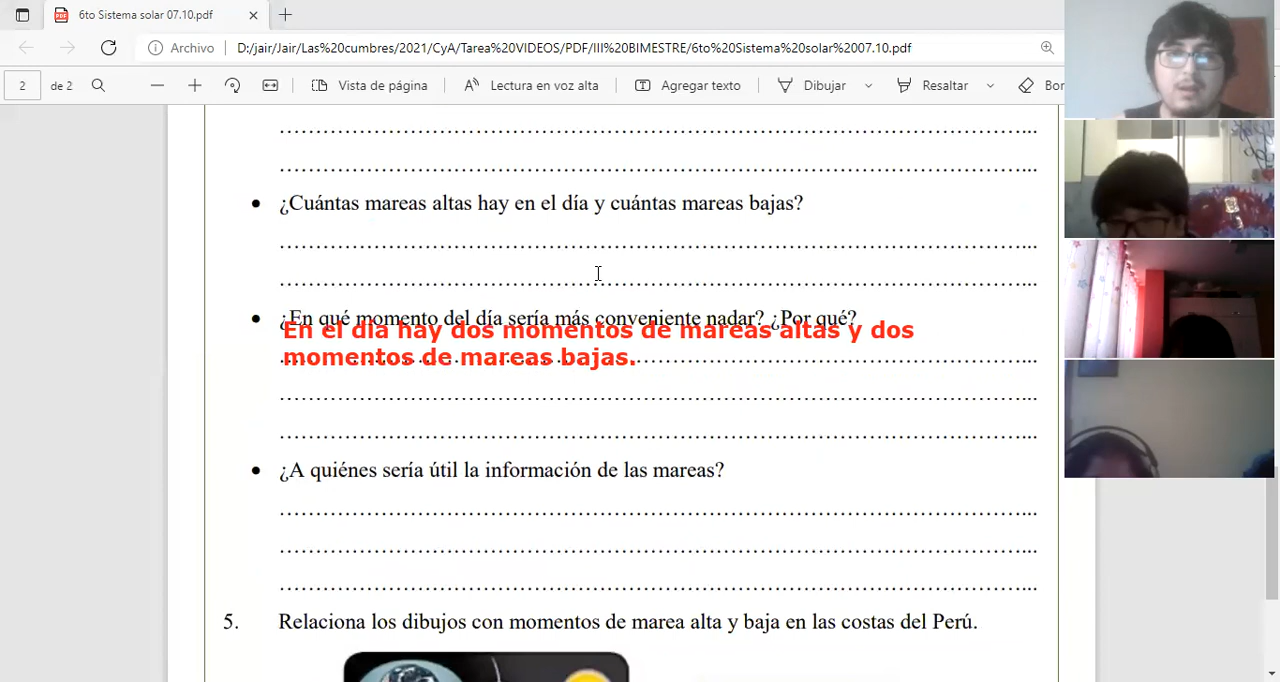 6to Sistema solar 07.10.pdf
Archivo
D:/jair/Jair/Las%20cumbres/2021/CyA/Tarea%20VIDEOS/PDF/III%20BIMESTRE/6to%20Sistema%20solar%2007.10.pdf
2 de 2 Vista de página Lectura en voz alta Agregar texto Dibujar Resaltar Bor
¿Cuántas mareas altas hay en el día y cuántas mareas bajas?
¿En qué momento del día sería más conveniente nadar? ¿Por qué?
En el dia hay dos momentos de mareas altas y dos
momentos de mareas bajas.
¿A quiénes sería útil la información de las mareas?
5. Relaciona los dibujos con momentos de marea alta y baja en las costas del Perú.